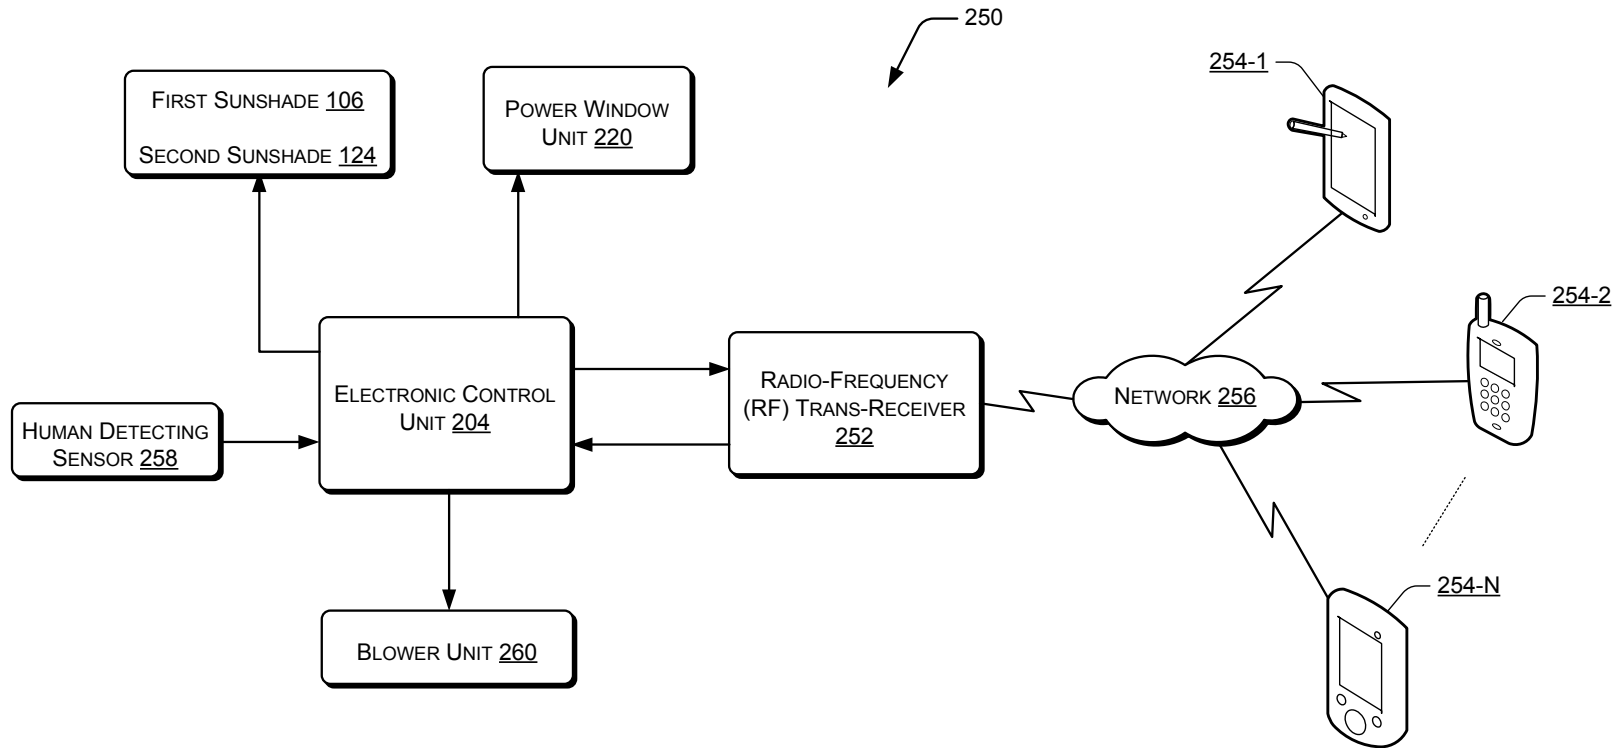 250
254-1
FIRST SUNSHADE 106
SECOND SUNSHADE 124
POWER WINDOW
UNIT 220
254-2
ELECTRONIC CONTROL
UNIT 204
RADIO-FREQUENCY
(RF) TRANS-RECEIVER
252
NETWORK 256
HUMAN DETECTING
SENSOR 258
254-N
BLOWER UNIT 260